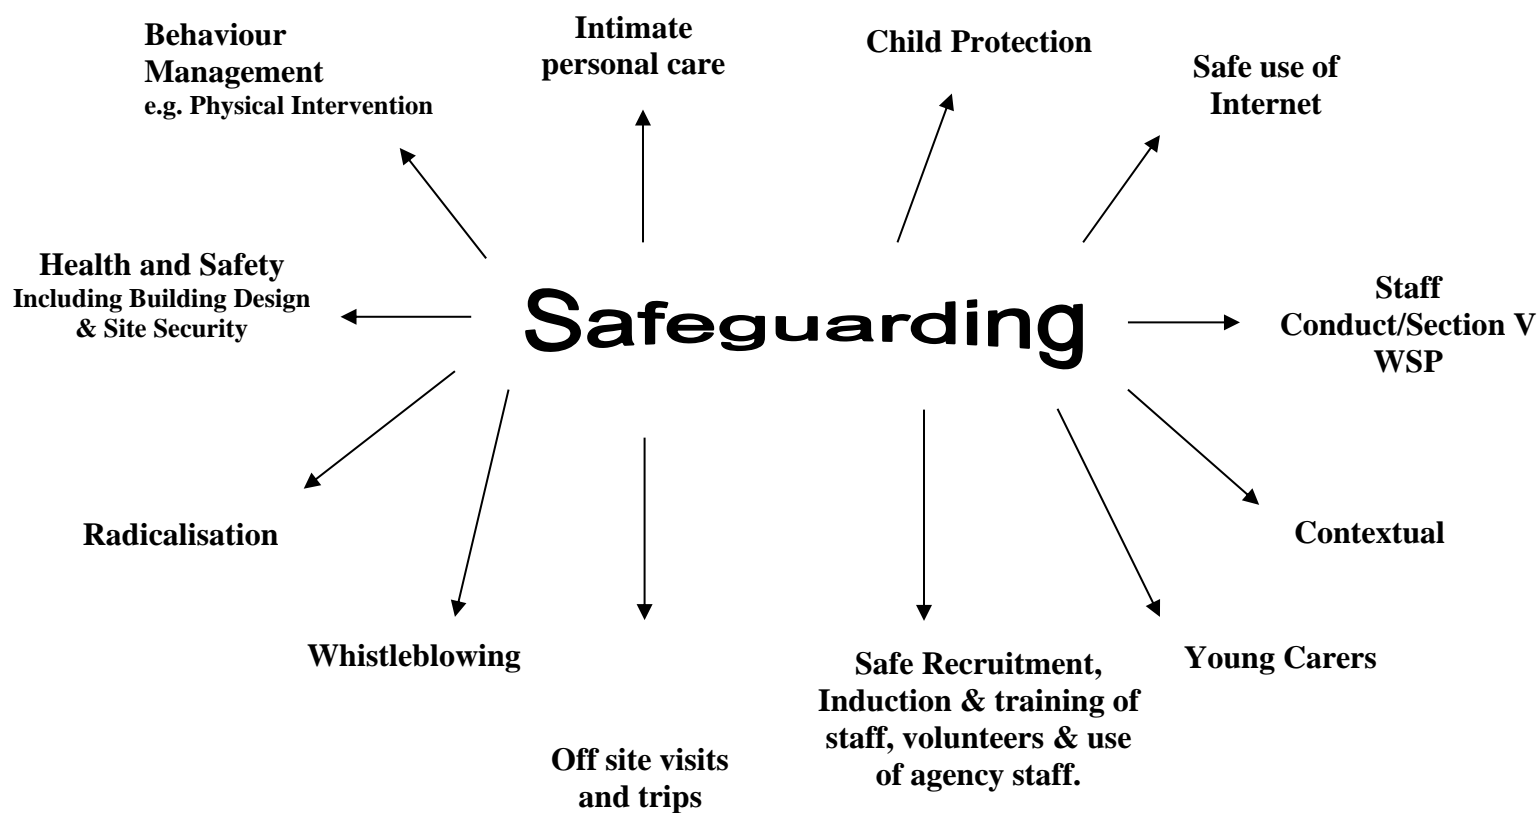 Behaviour
Management
e.g. Physical Intervention
Intimate
personal care
Child Protection
Safe use of
Internet
Health and Safety
Including Building Design
& Site Security
Safeguarding
Staff
Conduct/Section V
WSP
Radicalisation
Contextual
Whistleblowing
Young Carers
Safe Recruitment,
Induction & training of
staff, volunteers & use
of agency staff.
Off site visits
and trips